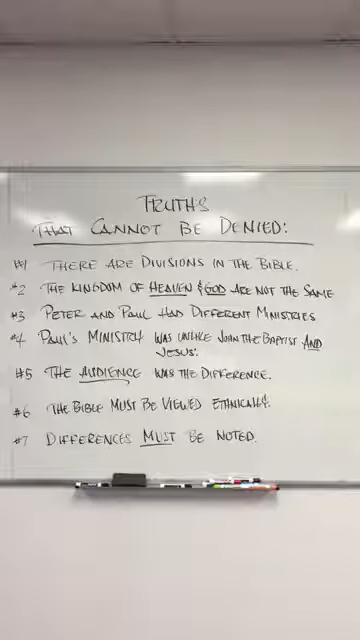 TRUTHS
THAT CANNOT BE DENIED:
#1 THERE ARE DIVISIONS IN THE BIBLE.
#2 THE KINGDOM OF HEAVEN & GOD ARE NOT THE SAME
#3 PETER AND PAUL HAD DIFFERENT MINISTRIES
#4 PAUL'S MINISTRY WAS UNLIKE JOHN THE BAPTIST AND
JESUS'.
#5 THE AUDIENCE WAS THE DIFFERENCE.
#6 THE BIBLE MUST BE VIEWED ETHNICALLY.
#7 DIFFERENCES MUST BE NOTED.